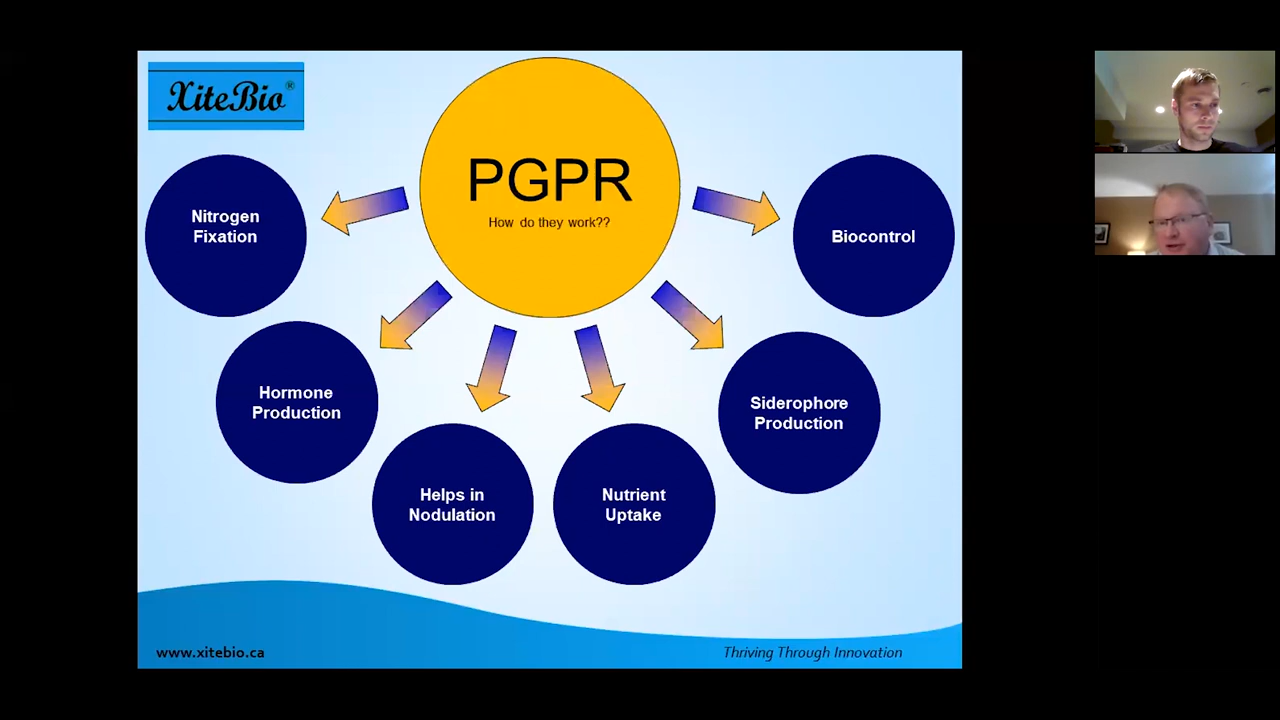 XiteBio®
PGPR
How do they work??
Nitrogen
Fixation
Hormone
Production
Helps in
Nodulation
Nutrient
Uptake
Siderophore
Production
Biocontrol
www.xitebio.ca
Thriving Through Innovation